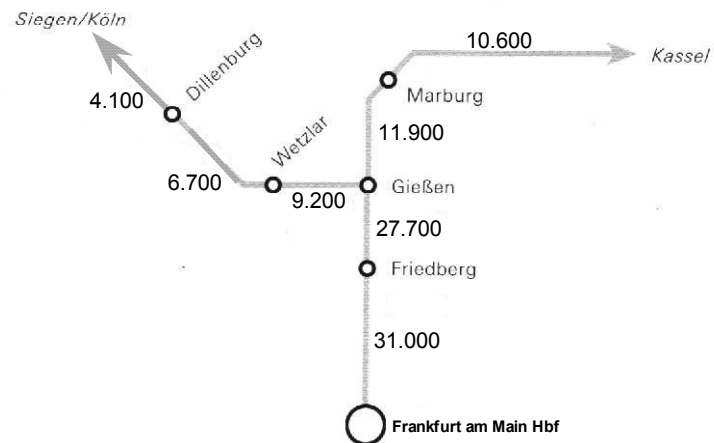 Siegen/Köln
10.600
Kassel
Dillenburg
4.100
Marburg
Wetzlar
11.900
6.700
9.200
Gießen
27.700
Friedberg
31.000
Frankfurt am Main Hbf